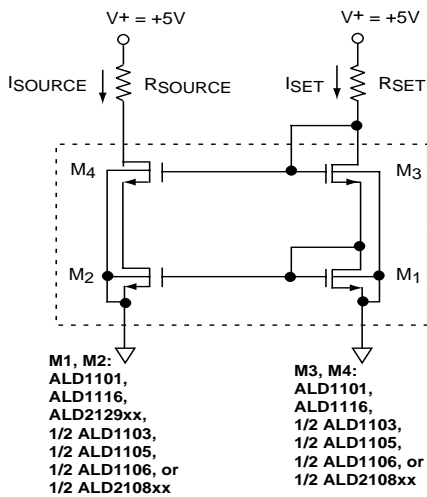 V+ = +5V
V+ = +5V
ISOURCE
RSOURCE
ISET
RSET
M4
M3
M2
M1
M1, M2:
ALD1101,
ALD1116,
ALD2129xx,
1/2 ALD1103,
1/2 ALD1105,
1/2 ALD1106, or
1/2 ALD2108xx
M3, M4:
ALD1101,
ALD1116,
1/2 ALD1103,
1/2 ALD1105,
1/2 ALD1106, or
1/2 ALD2108xx